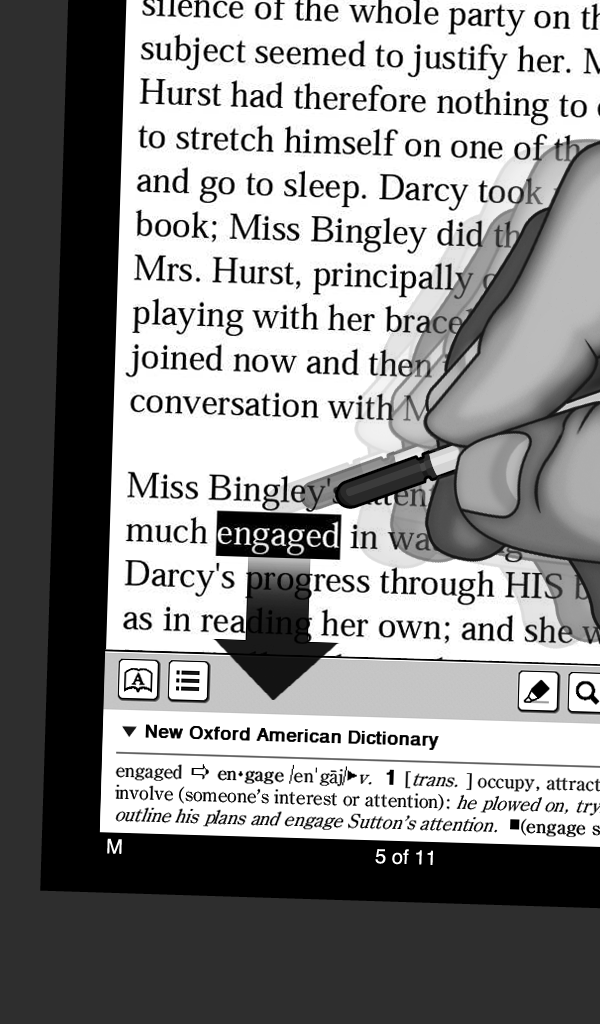 silence of the whole party on
subject seemed to justify her. M
Hurst had therefore nothing to
to stretch himself on one of th
and go to sleep. Darcy took
book; Miss Bingley did th
Mrs. Hurst, principally
playing with her brace
joined now and then
conversation with M
Miss Bingley's atten
much engaged in wa
Darcy's progress through HIS b
as in reading her own; and she w
A
New Oxford American Dictionary
engaged ⇨ en•gage |enˈgāj|▶v. 1 [trans. ] occupy, attract
involve (someone's interest or attention): he plowed on, try
outline his plans and engage Sutton's attention. ■(engage s
M
5 of 11